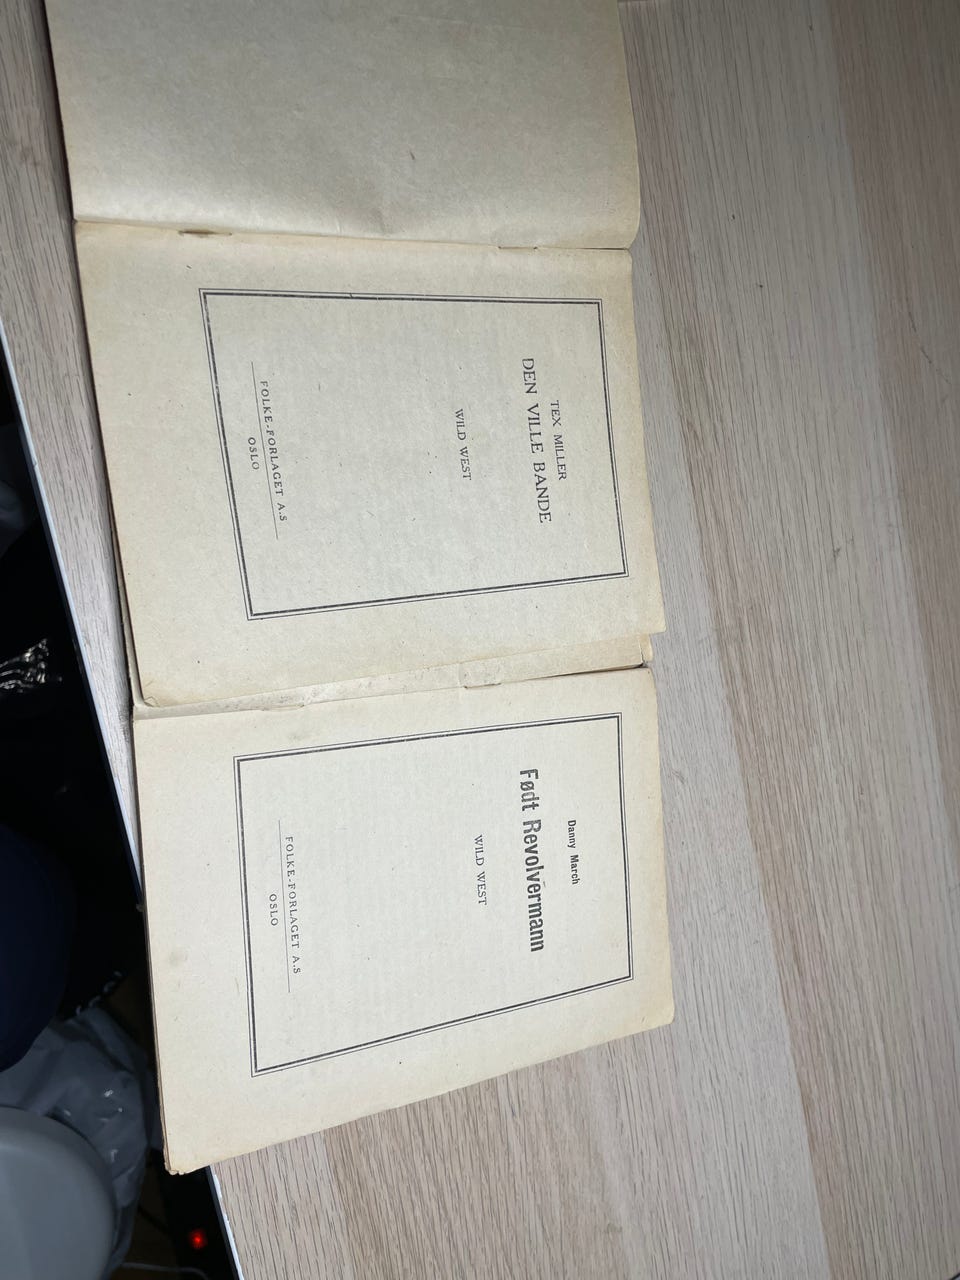 TEX MILLER
DEN VILLE BANDE
WILD WEST
FOLKE-FORLAGET A.S
OSLO
Danny March
Født Revolvermann
WILD WEST
FOLKE-FORLAGET A.S
OSLO